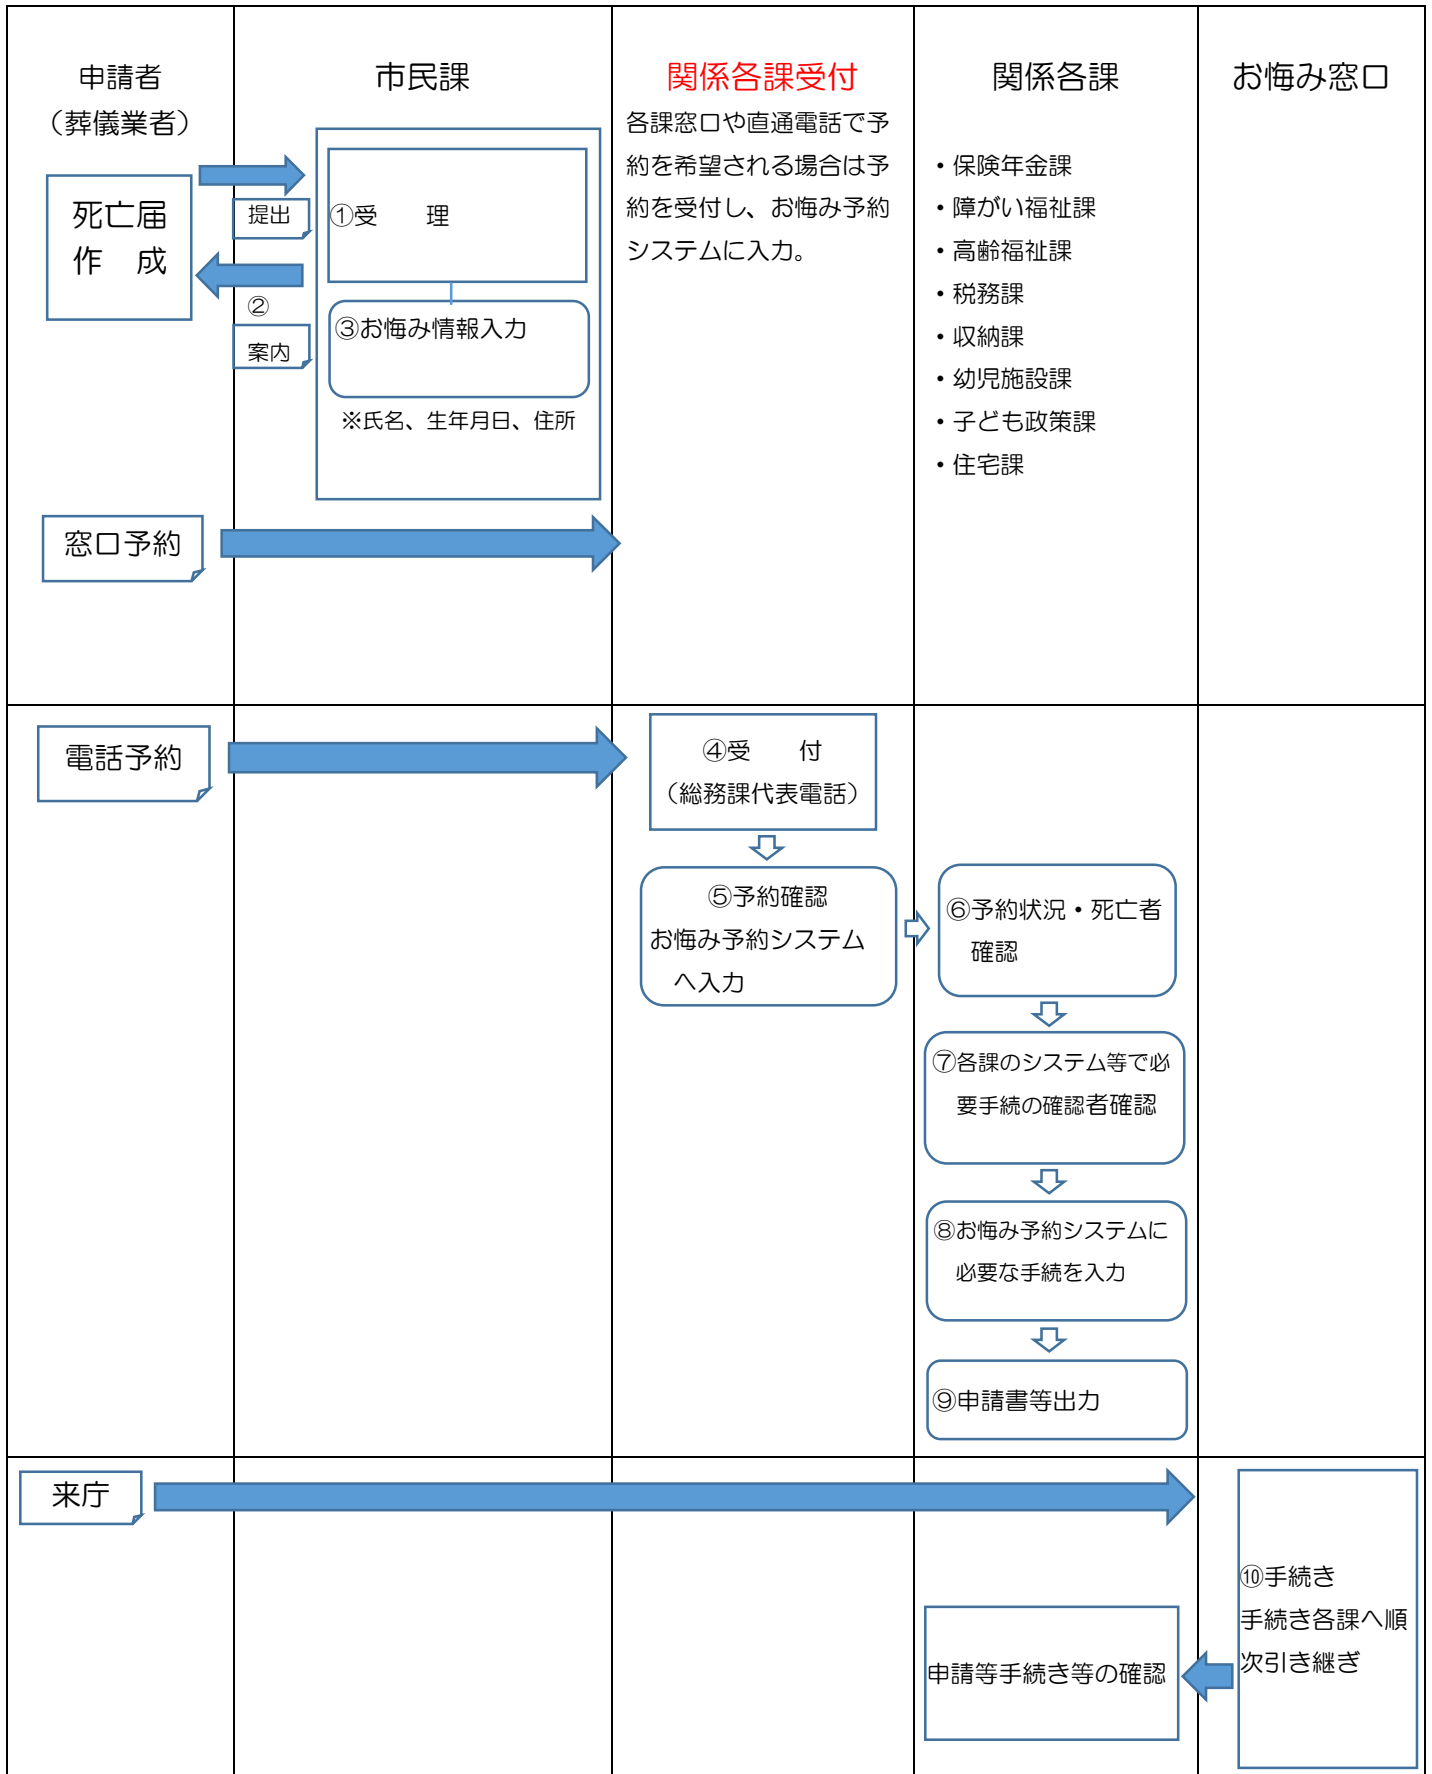 申請者
（葬儀業者）
市民課
関係各課受付
関係各課
お悔み窓口
死亡届
作　成
提出
②
案内
①受　　理
③お悔み情報入力
※氏名、生年月日、住所
各課窓口や直通電話で予
約を希望される場合は予
約を受付し、お悔み予約
システムに入力。
・保険年金課
・障がい福祉課
・高齢福祉課
・税務課
・収納課
・幼児施設課
・子ども政策課
・住宅課
窓口予約
電話予約
④受　　付
（総務課代表電話）
⑤予約確認
お悔み予約システム
へ入力
⑥予約状況・死亡者
確認
⑦各課のシステム等で必
要手続の確認者確認
⑧お悔み予約システムに
必要な手続を入力
⑨申請書等出力
来庁
⑩手続き
手続き各課へ順
次引き継ぎ
申請等手続き等の確認